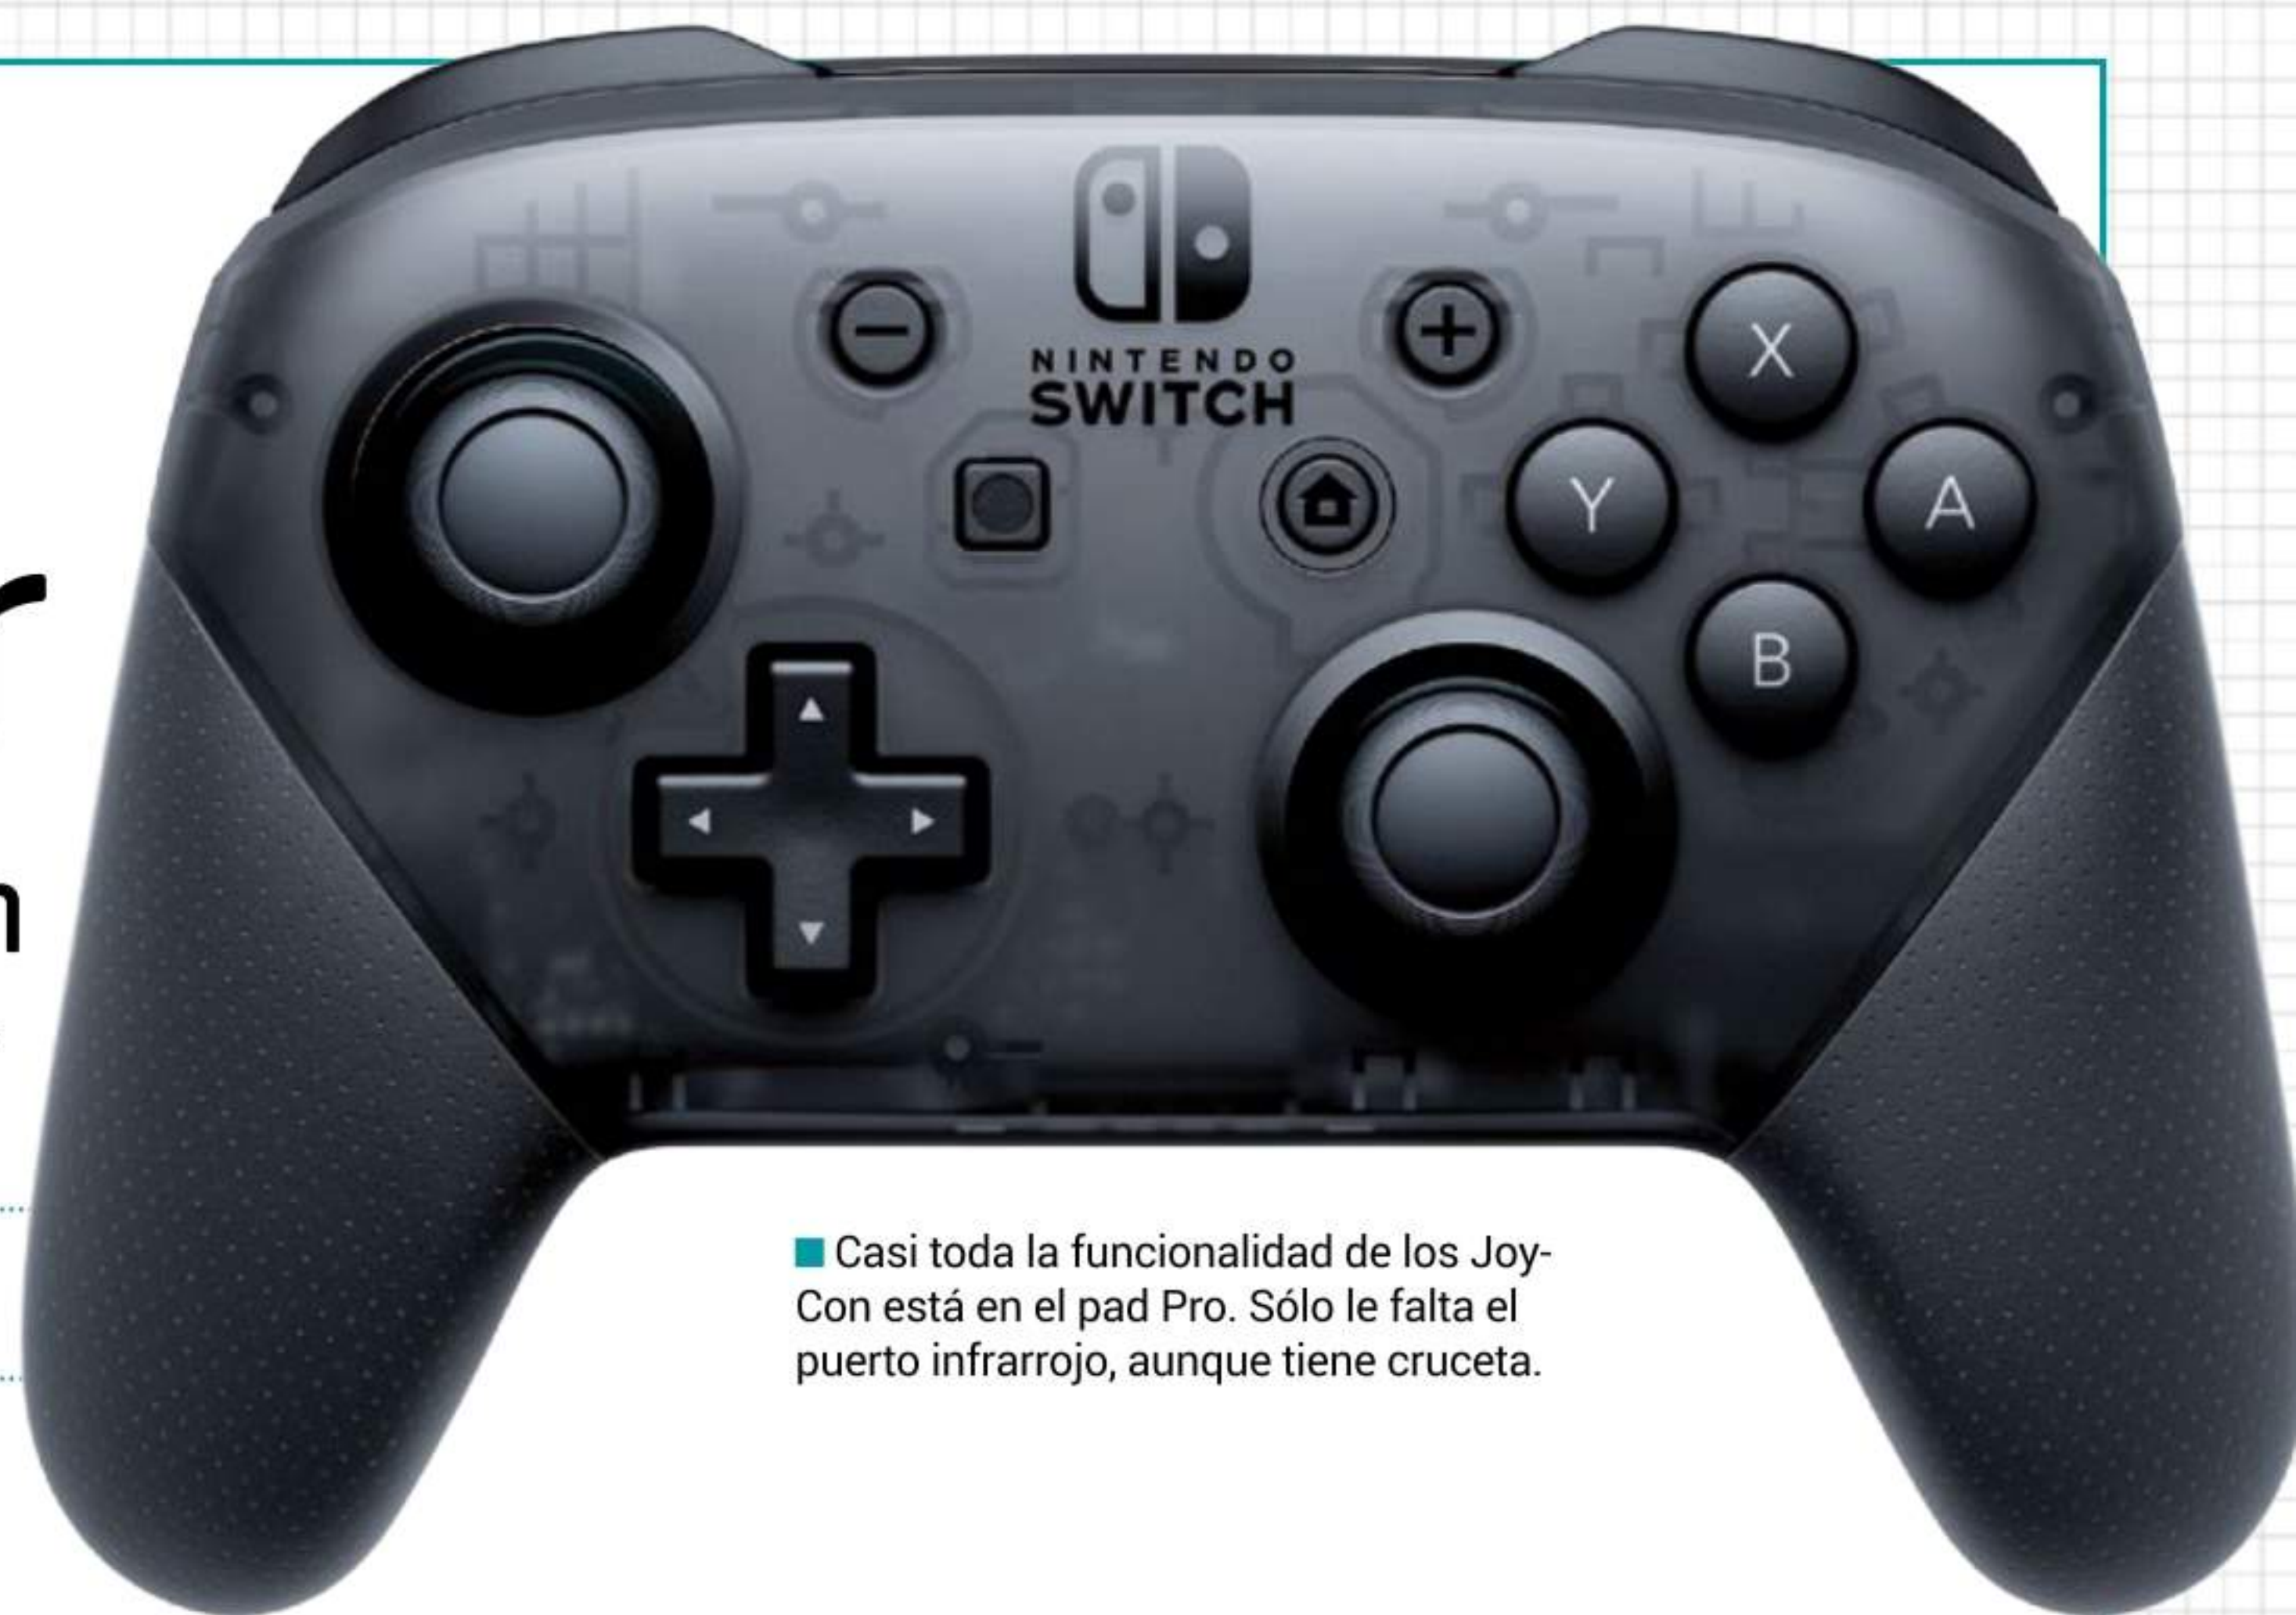 NINTENDO
SWITCH
X
Y
A
B
r
n
■ Casi toda la funcionalidad de los Joy-
Con está en el pad Pro. Sólo le falta el
puerto infrarrojo, aunque tiene cruceta.